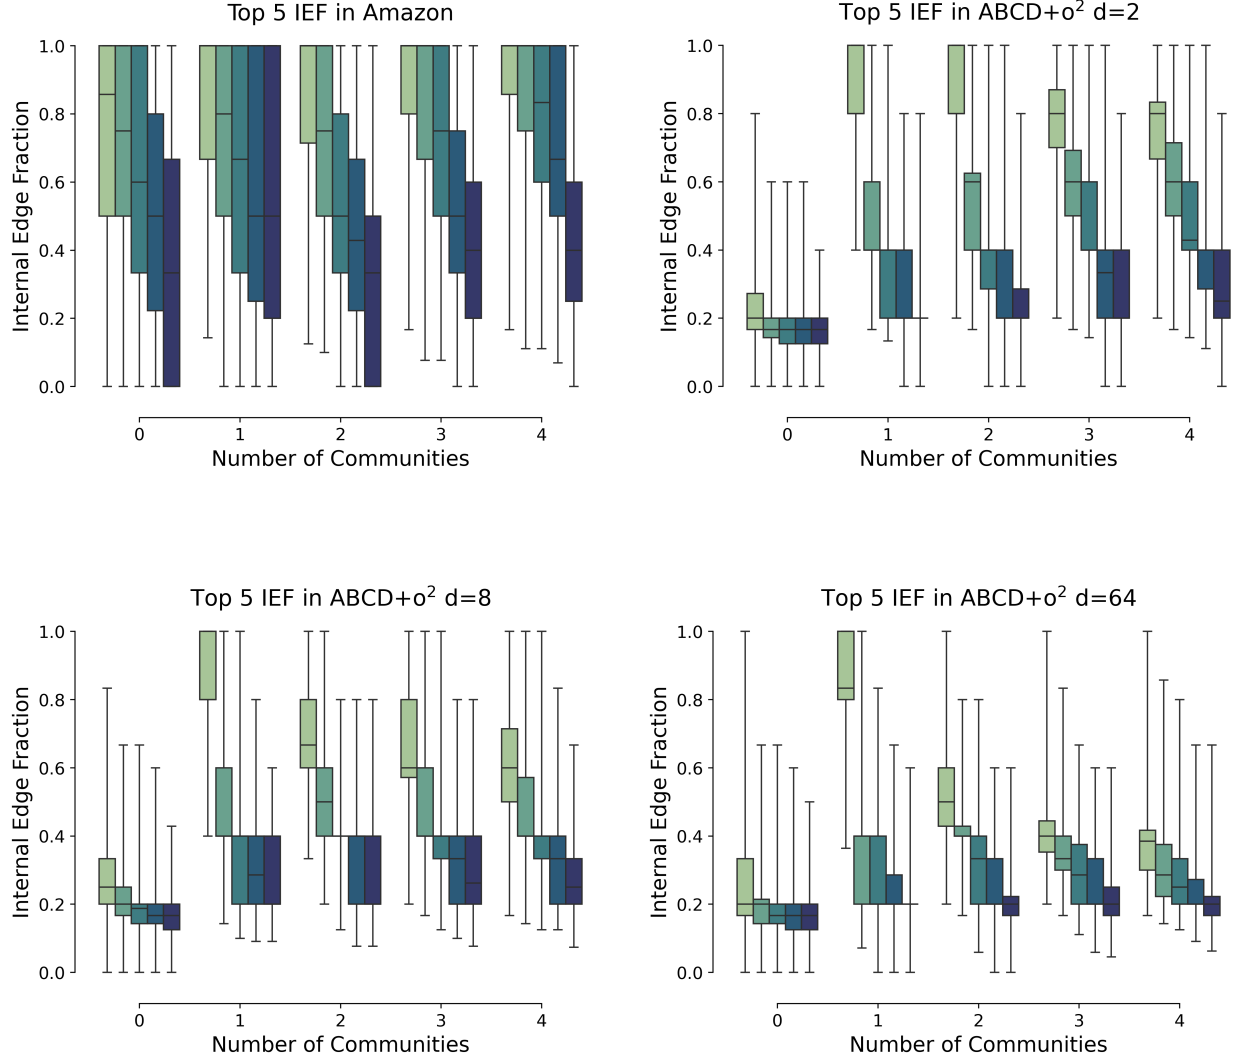 Top 5 IEF in Amazon
Internal Edge Fraction
1.0
0.8
0.6
0.4
0.2
0.0
0 1 2 3 4
Number of Communities
Top 5 IEF in ABCD+o² d=2
Internal Edge Fraction
1.0
0.8
0.6
0.4
0.2
0.0
0 1 2 3 4
Number of Communities
Top 5 IEF in ABCD+o² d=8
Internal Edge Fraction
1.0
0.8
0.6
0.4
0.2
0.0
0 1 2 3 4
Number of Communities
Top 5 IEF in ABCD+o² d=64
Internal Edge Fraction
1.0
0.8
0.6
0.4
0.2
0.0
0 1 2 3 4
Number of Communities